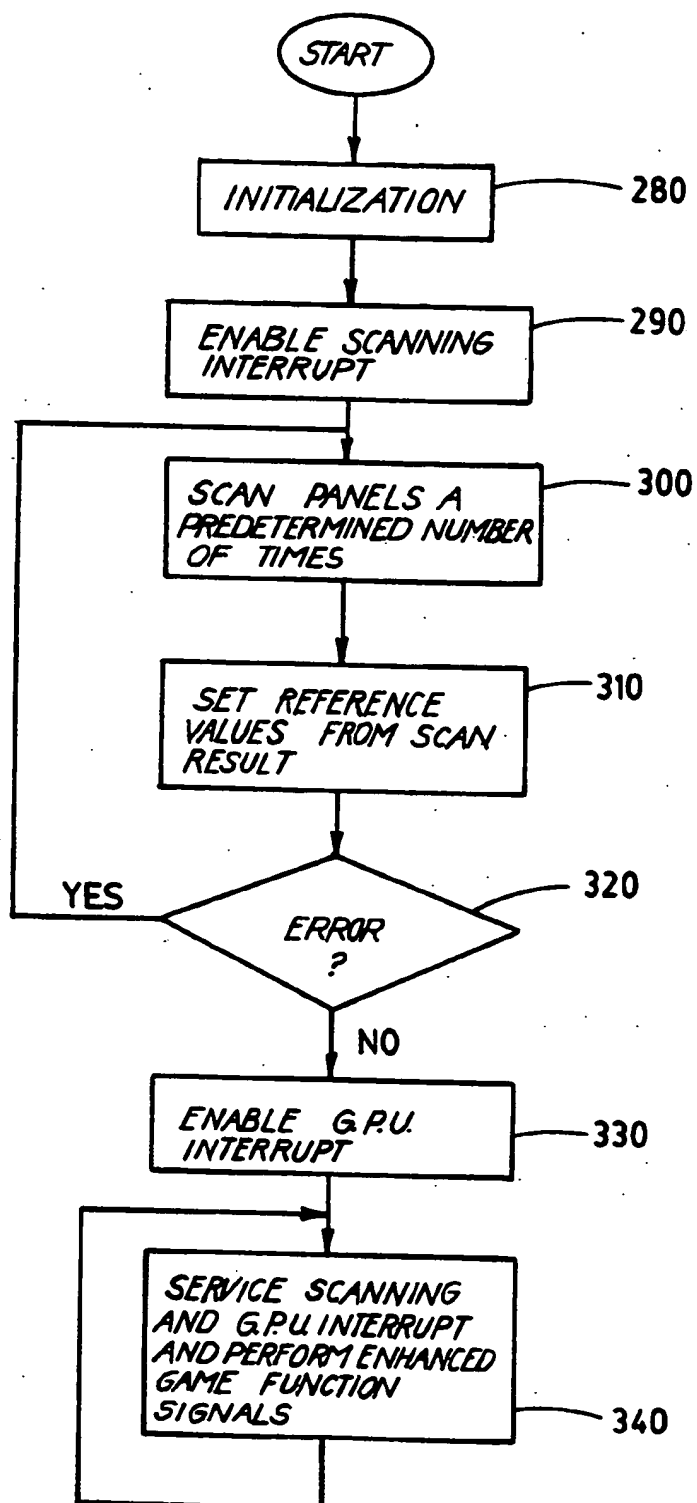 START
INITIALIZATION
280
ENABLE SCANNING
INTERRUPT
290
SCAN PANELS A
PREDETERMINED NUMBER
OF TIMES
300
SET REFERENCE
VALUES FROM SCAN
RESULT
310
ERROR
?
320
YES
NO
ENABLE G.P.U.
INTERRUPT
330
SERVICE SCANNING
AND G.P.U. INTERRUPT
AND PERFORM ENHANCED
GAME FUNCTION
SIGNALS
340